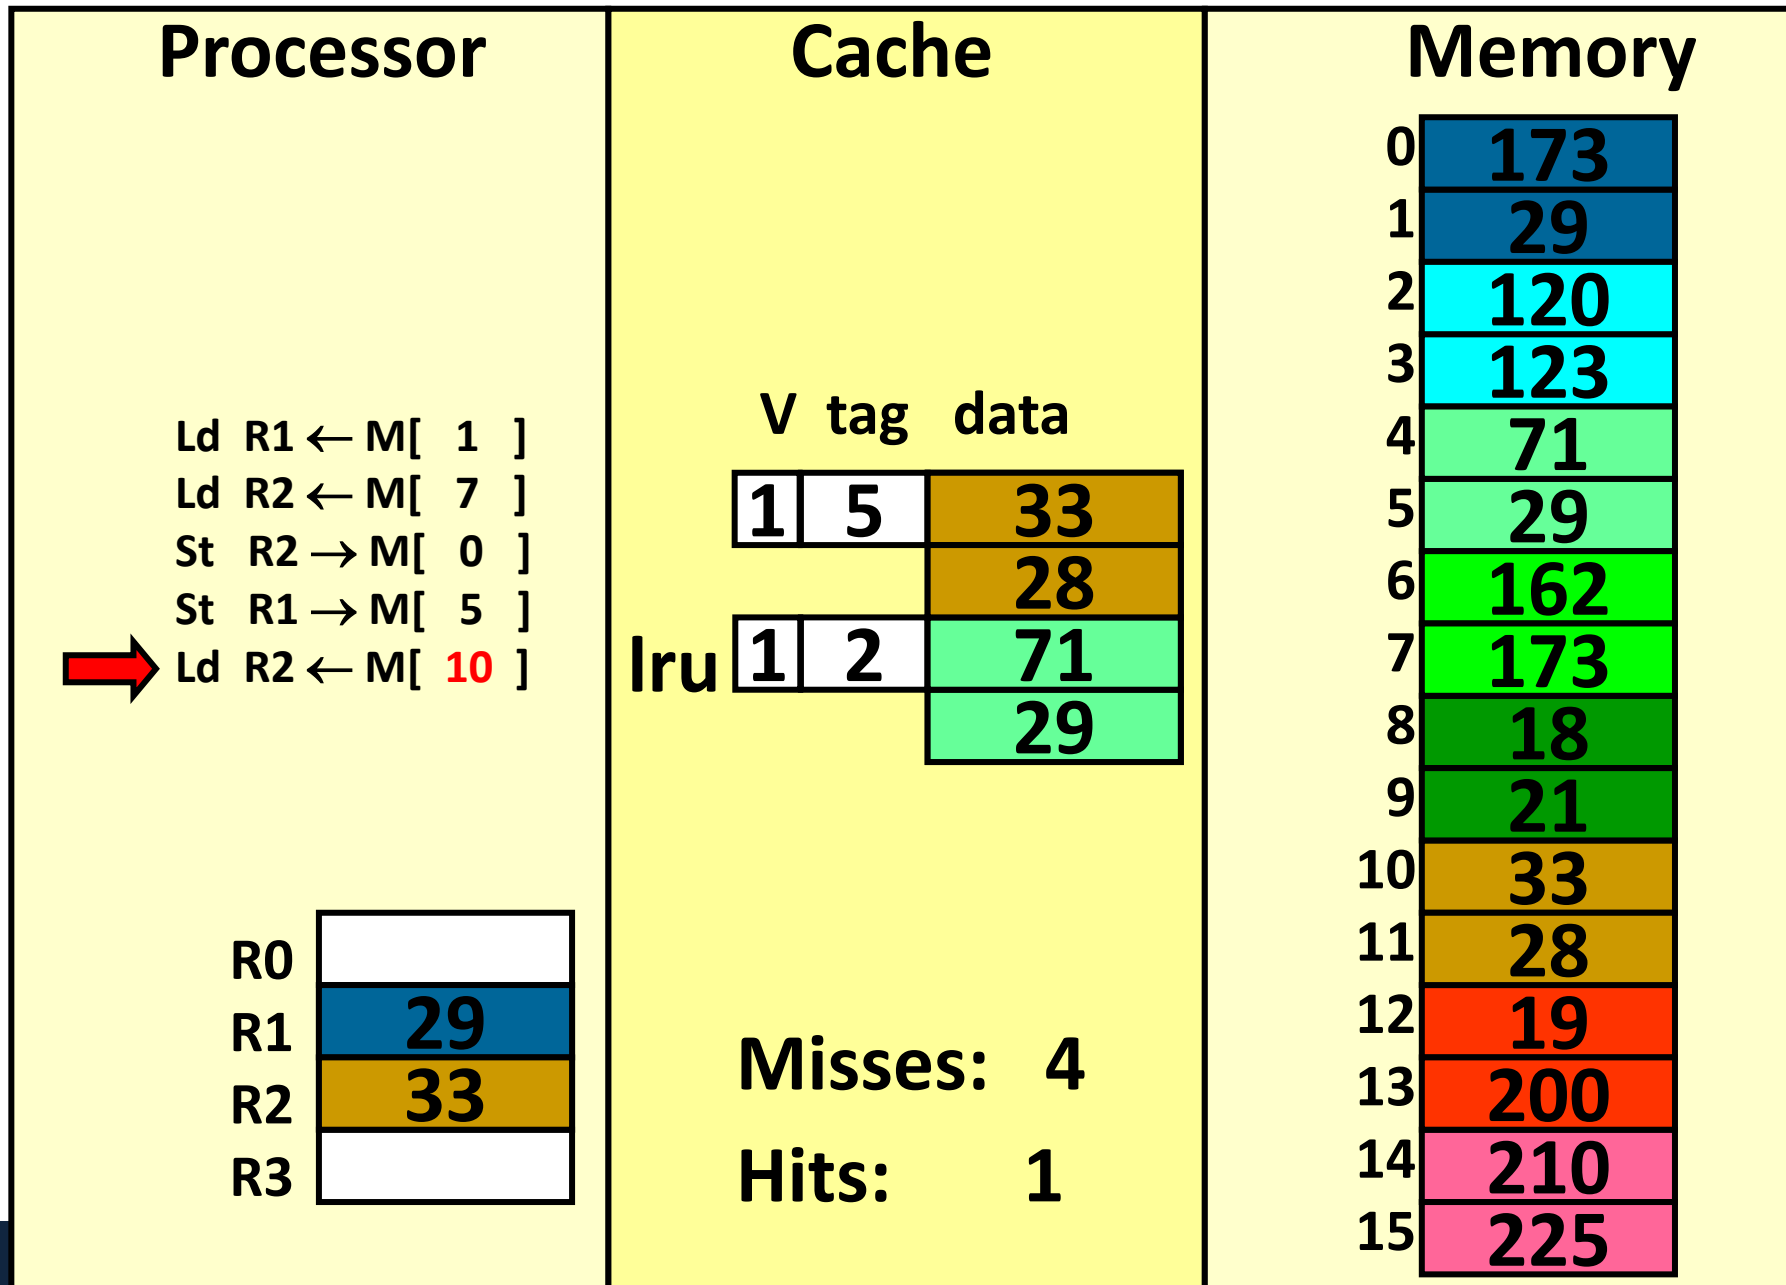 Processor
Ld R1 ← M[ 1 ]
Ld R2 ← M[ 7 ]
St R2 → M[ 0 ]
St R1 → M[ 5 ]
Ld R2 ← M[ 10 ]
R0
R1 29
R2 33
R3
Cache
V tag data
1 5 33
28
lru 1 2 71
29
Misses: 4
Hits: 1
Memory
0 173
1 29
2 120
3 123
4 71
5 29
6 162
7 173
8 18
9 21
10 33
11 28
12 19
13 200
14 210
15 225